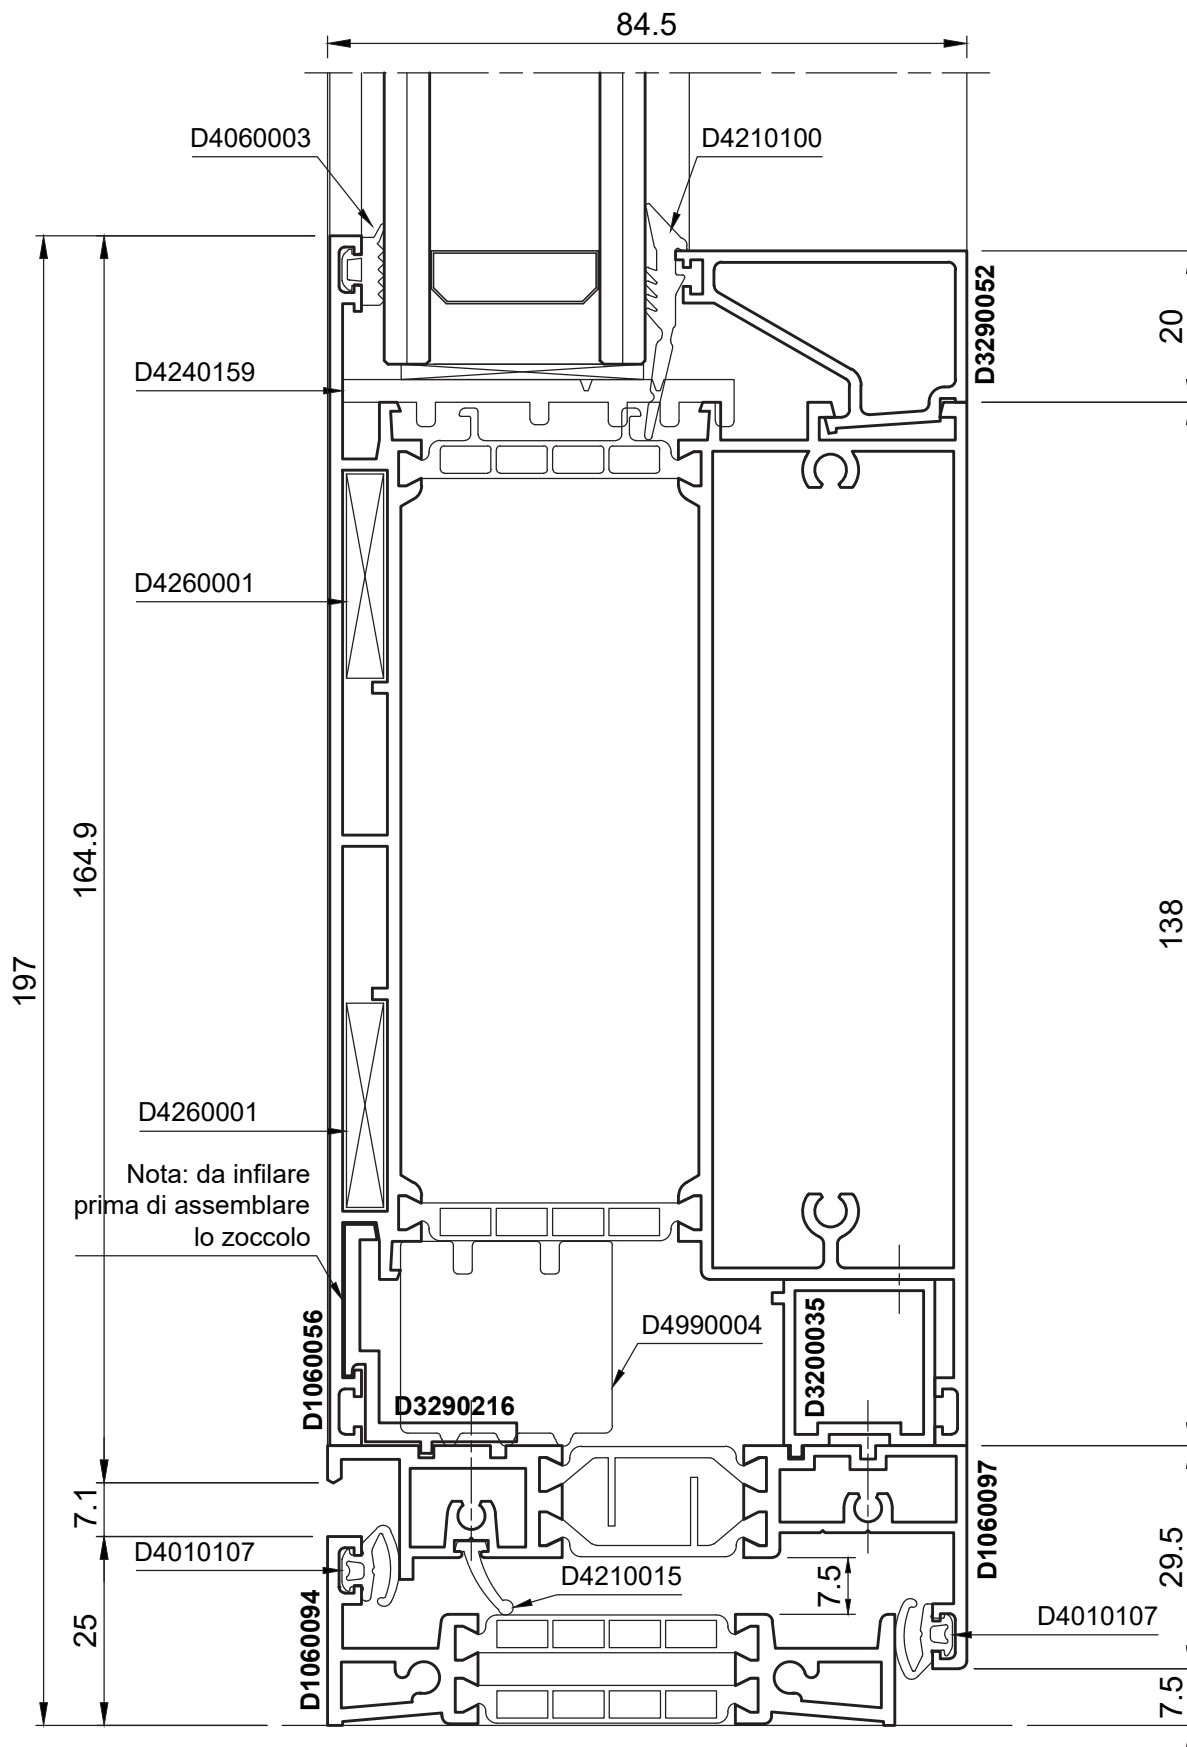 84.5
D4060003
D4210100
D3290052
20
D4240159
D4260001
164.9
138
197
D4260001
Nota: da infilare
prima di assemblare
lo zoccolo
D1060056
D4990004
D3200035
D3290216
7.1
D1060097
D4010107
D4210015
7.5
29.5
D1060094
25
D4010107
7.5